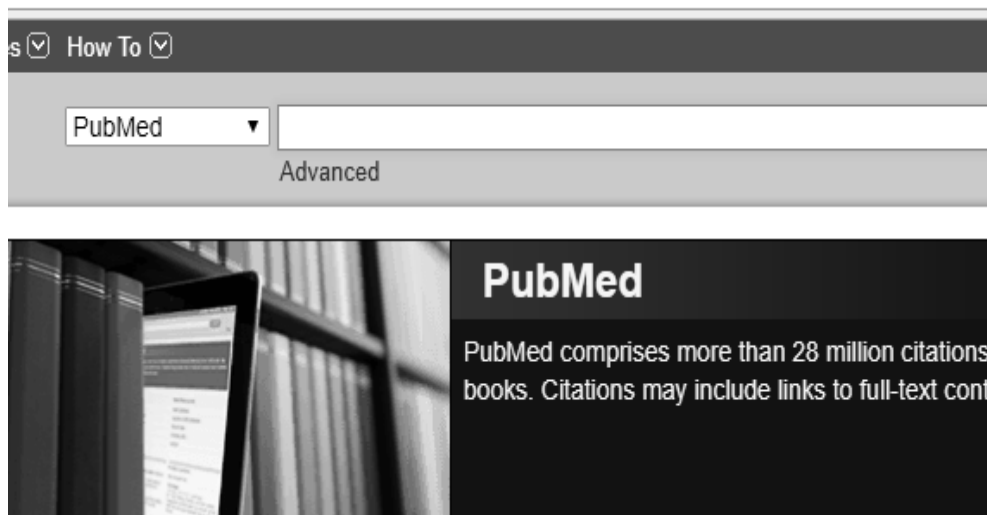 How To
PubMed
Advanced
PubMed
PubMed comprises more than 28 million citations
books. Citations may include links to full-text cont